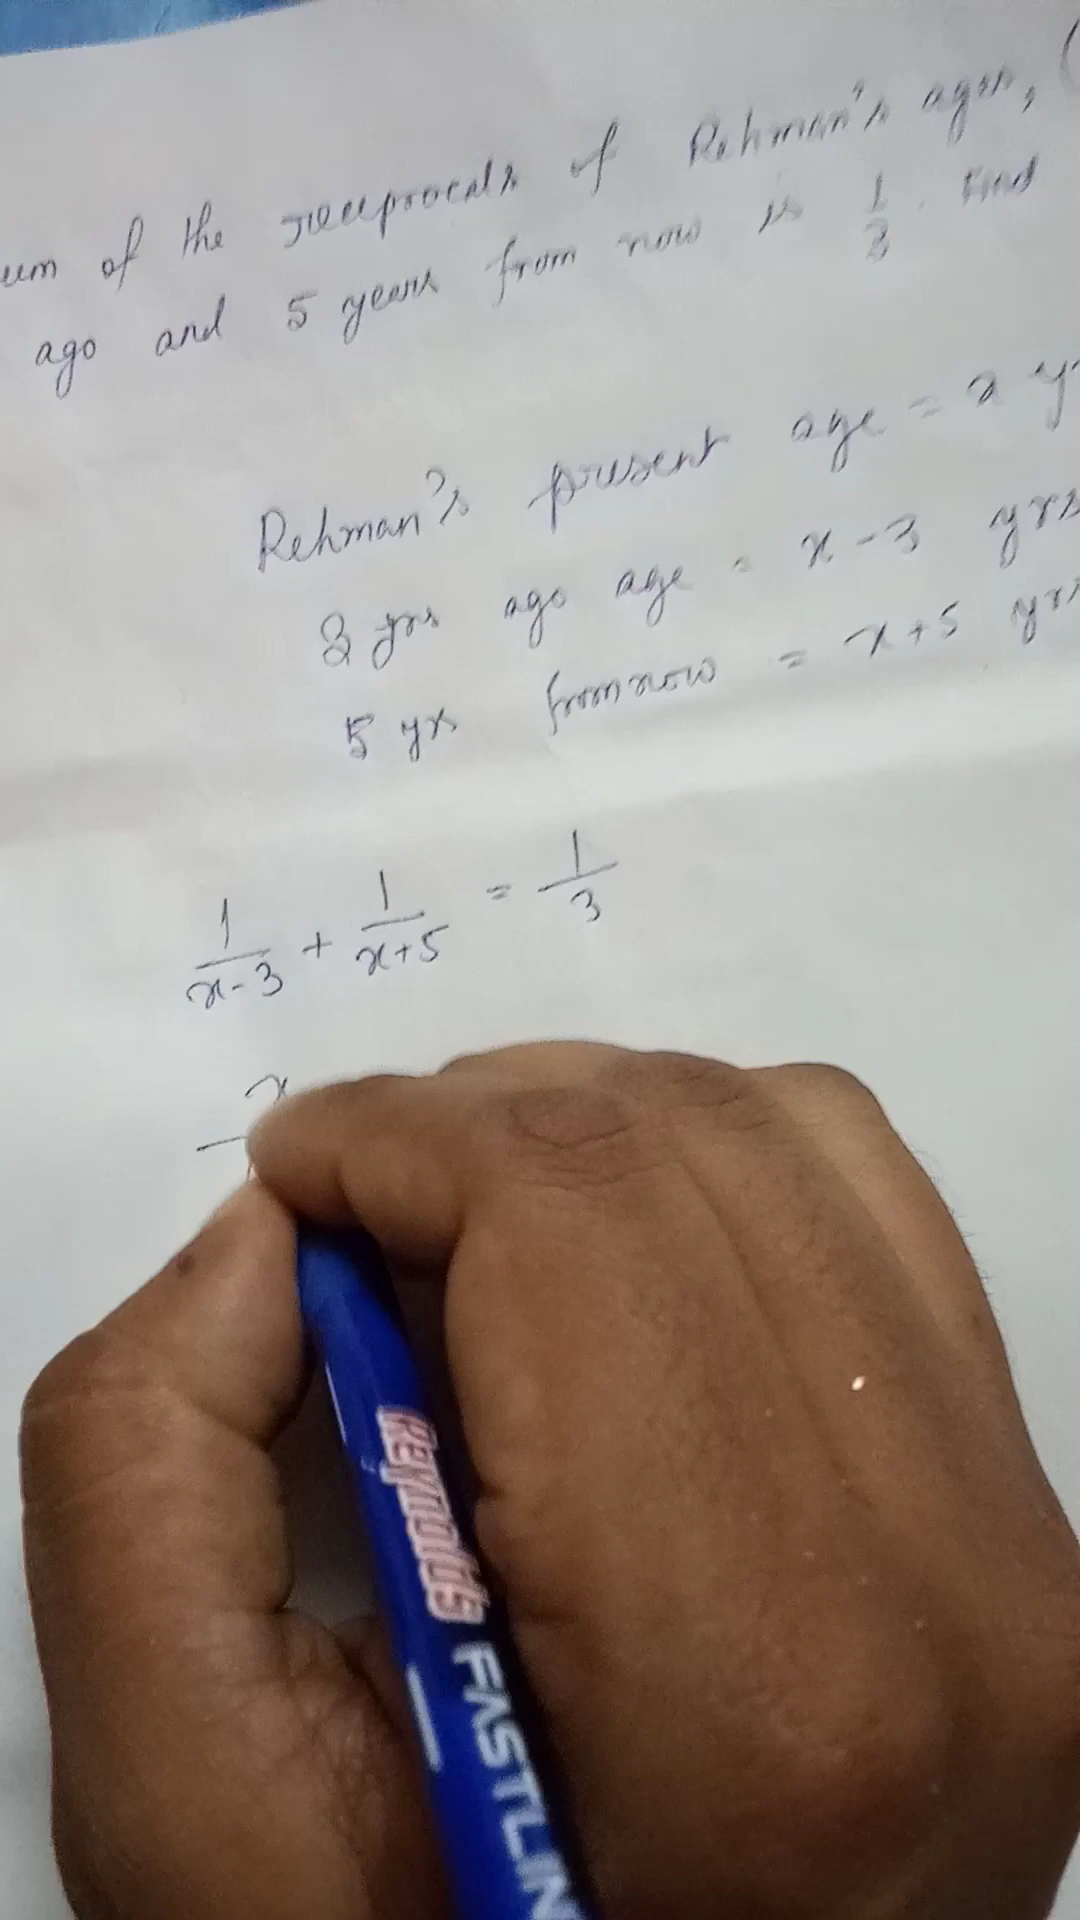 of the reciprocals of Rehman's ages, (
ago and 5 years from now is 1/3. Find
Rehman's present age = x
3 yrs ago age = x-3 yrs
5 yrs from now = x+5 yrs
1/(x-3) + 1/(x+5) = 1/3
x
Reynolds FASTLIN